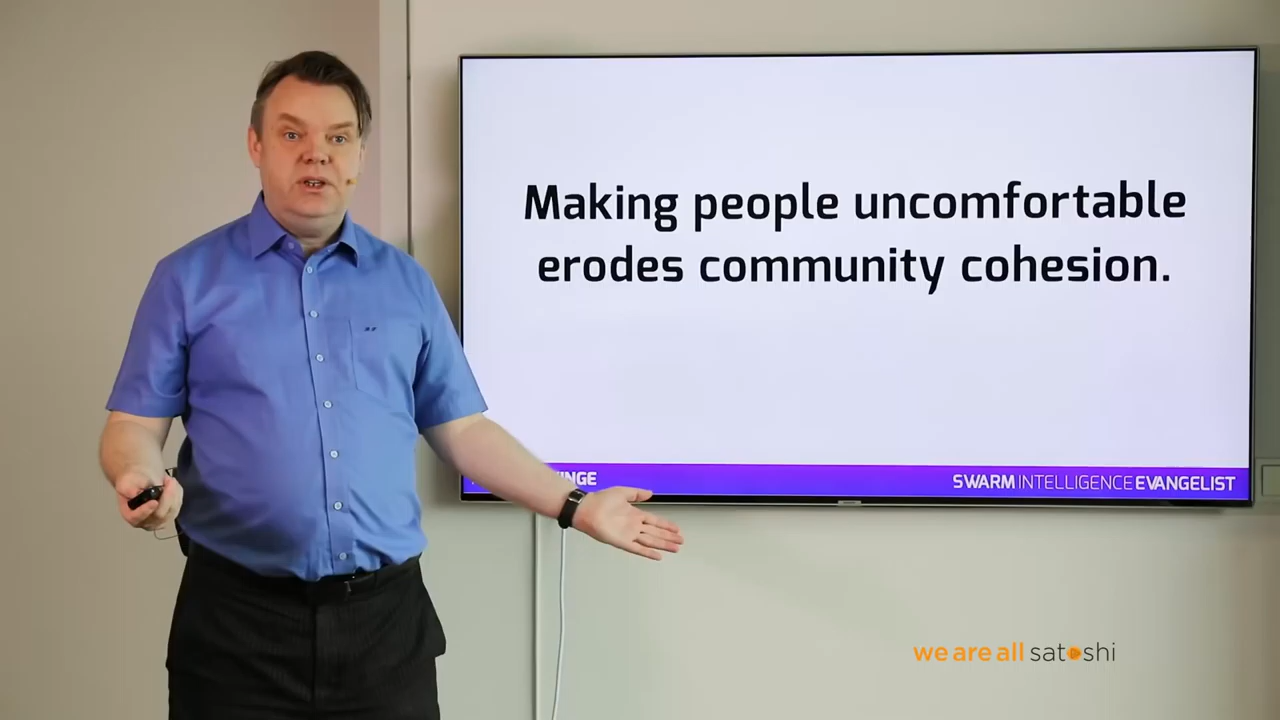 Making people uncomfortable
erodes community cohesion.
SWARM INTELLIGENCE EVANGELIST
we are all satoshi